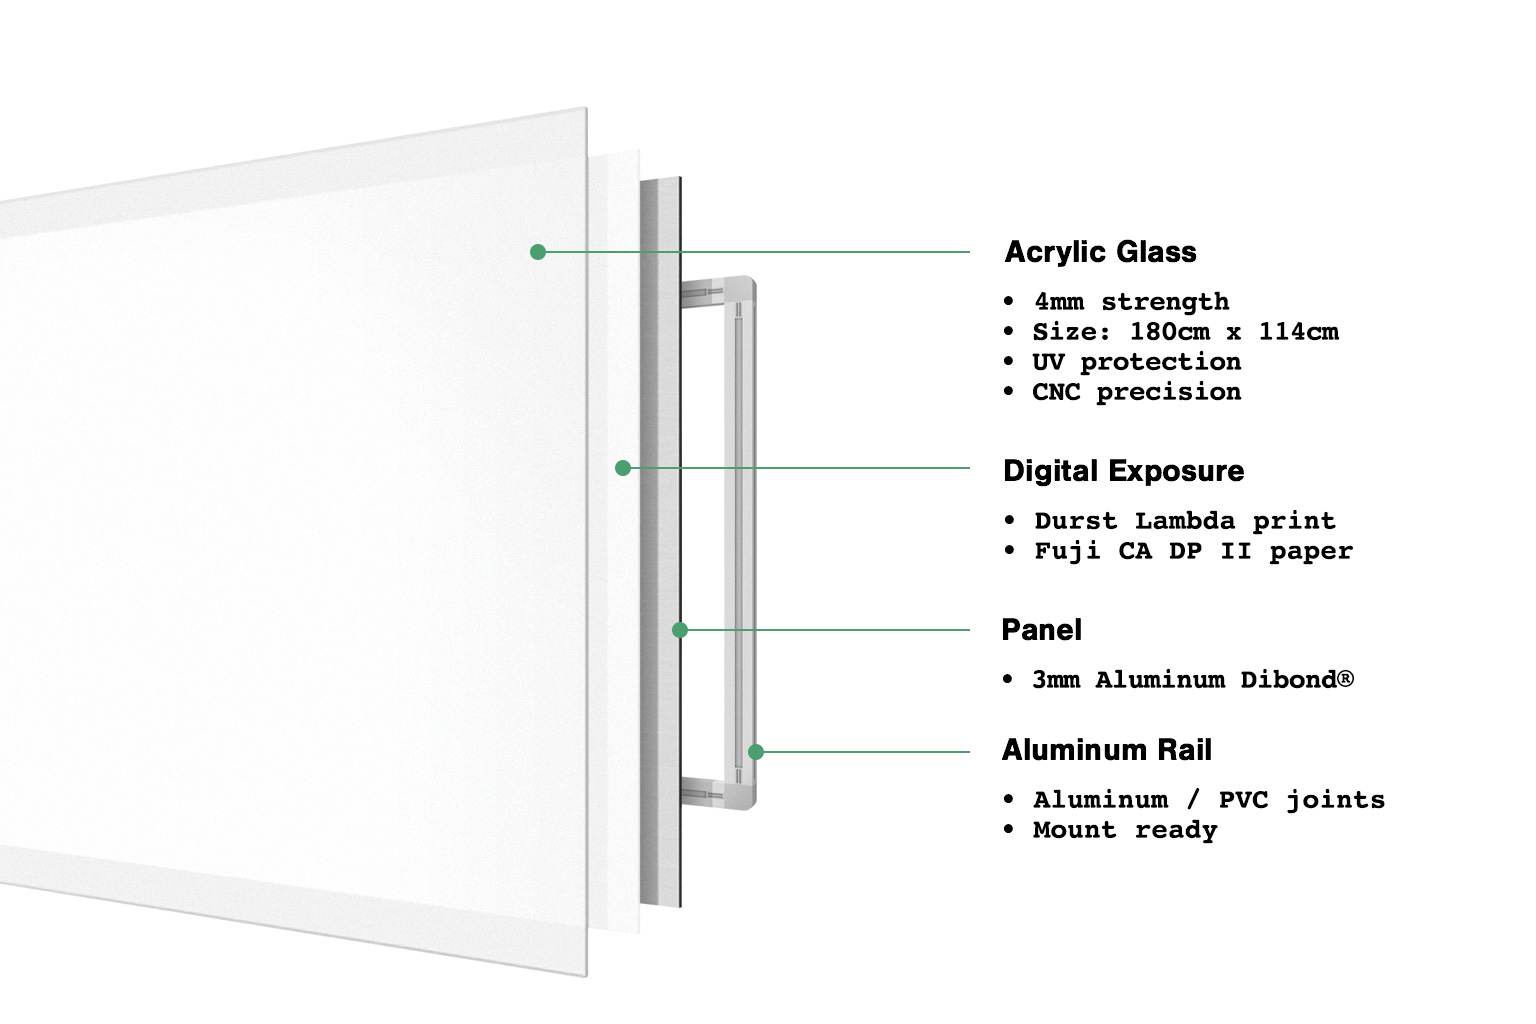 Acrylic Glass
• 4mm strength
• Size: 180cm x 114cm
• UV protection
• CNC precision
Digital Exposure
• Durst Lambda print
• Fuji CA DP II paper
Panel
• 3mm Aluminum Dibond®
Aluminum Rail
• Aluminum / PVC joints
• Mount ready